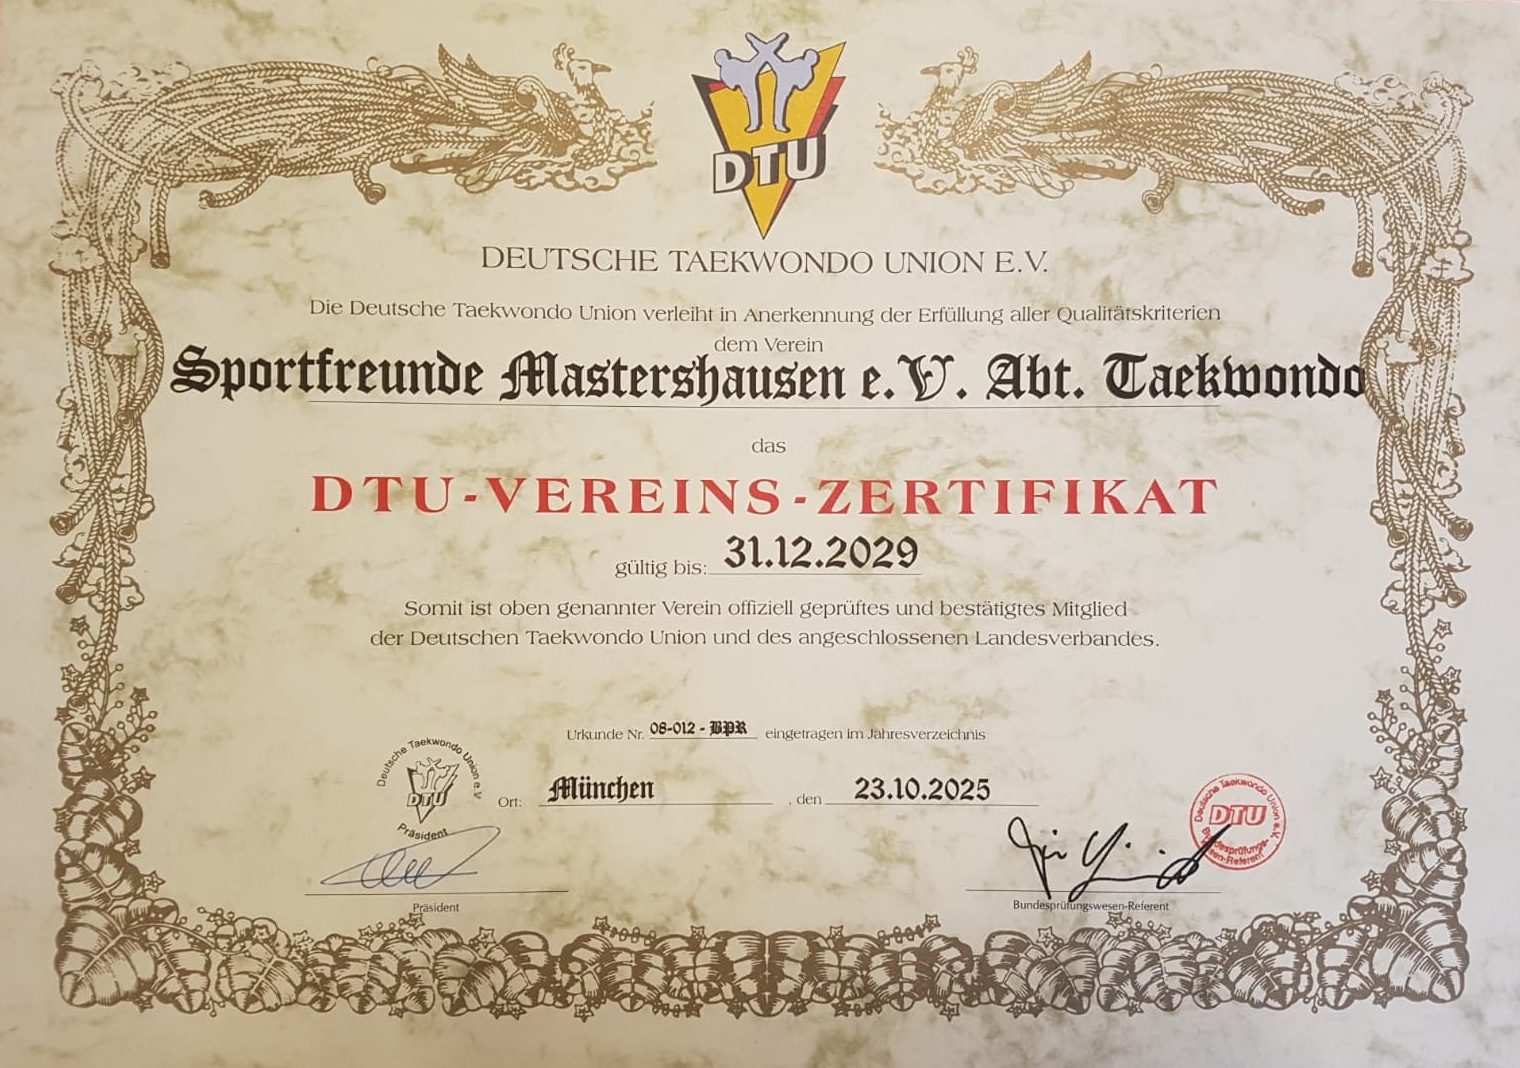 DTU
DEUTSCHE TAEKWONDO UNION E.V.
Die Deutsche Taekwondo Union verleiht in Anerkennung der Erfüllung aller Qualitätskriterien
dem Verein
Sportfreunde Mastershausen e.V. Abt. Taekwondo
das
DTU-VEREINS-ZERTIFIKAT
gültig bis: 31.12.2029
Somit ist oben genannter Verein offiziell geprüftes und bestätigtes Mitglied
der Deutschen Taekwondo Union und des angeschlossenen Landesverbandes.
Urkunde Nr. 08-012 - BPR eingetragen im Jahresverzeichnis
Deutsche Taekwondo Union e.V.
DTU
Präsident
Ort: München, den 23.10.2025
Deutsche Taekwondo Union e.V.
DTU
Bundesprüfungs-
wesen-Referent
Präsident
Bundesprüfungswesen-Referent